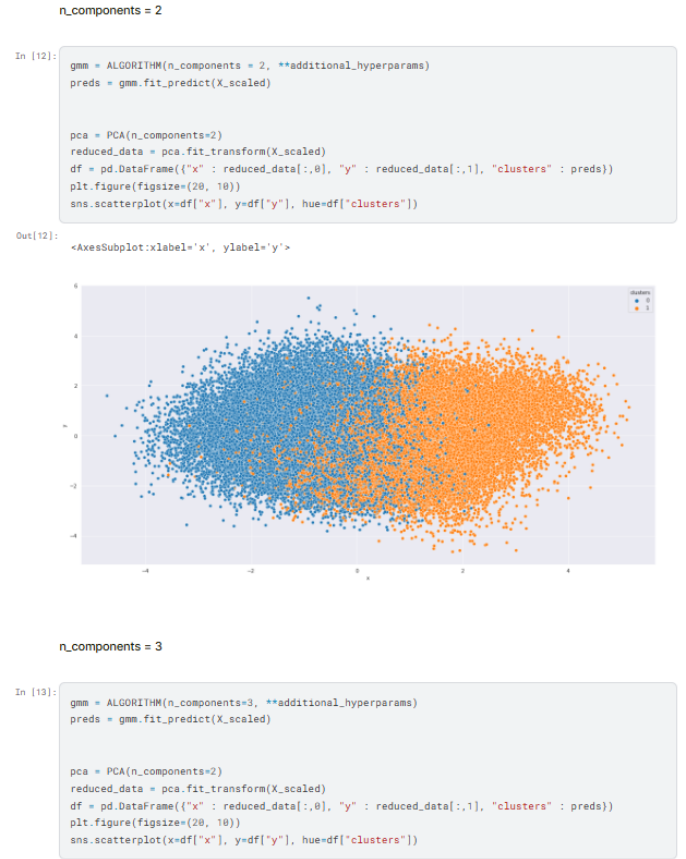 n_components = 2
In [12]:
gmm = ALGORITHM(n_components = 2, **additional_hyperparams)
preds = gmm.fit_predict(X_scaled)
pca = PCA(n_components=2)
reduced_data = pca.fit_transform(X_scaled)
df = pd.DataFrame({"x" : reduced_data[:,0], "y" : reduced_data[:,1], "clusters" : preds})
plt.figure(figsize=(20, 10))
sns.scatterplot(x=df["x"], y=df["y"], hue=df["clusters"])
Out[12]:
<AxesSubplot:xlabel='x', ylabel='y'>
clusters
0
1
6
4
2
0
-2
-4
y
-4 -2 0 2 4
x
n_components = 3
In [13]:
gmm = ALGORITHM(n_components=3, **additional_hyperparams)
preds = gmm.fit_predict(X_scaled)
pca = PCA(n_components=2)
reduced_data = pca.fit_transform(X_scaled)
df = pd.DataFrame({"x" : reduced_data[:,0], "y" : reduced_data[:,1], "clusters" : preds})
plt.figure(figsize=(20, 10))
sns.scatterplot(x=df["x"], y=df["y"], hue=df["clusters"])